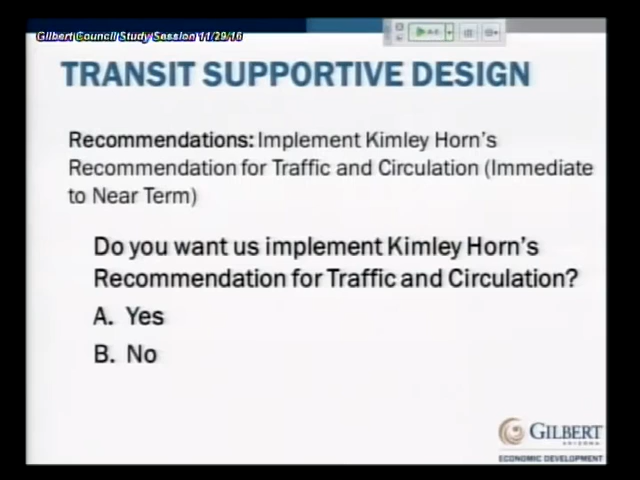 Gilbert Council Study Session 11/29/16
TRANSIT SUPPORTIVE DESIGN
Recommendations: Implement Kimley Horn's
Recommendation for Traffic and Circulation (Immediate
to Near Term)
Do you want us implement Kimley Horn's
Recommendation for Traffic and Circulation?
A. Yes
B. No
GILBERT
ARIZONA
ECONOMIC DEVELOPMENT